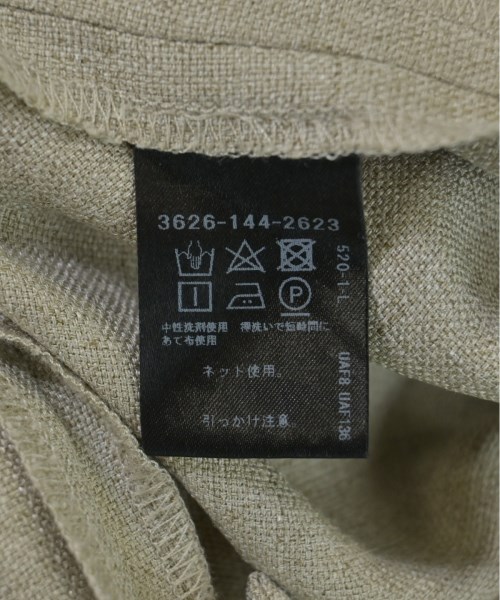 3626-144-2623
P
中性洗剤使用 押洗いで短時間に
あて布使用
ネット使用。
引っかけ注意
520-1-L
UAF8 UAF136